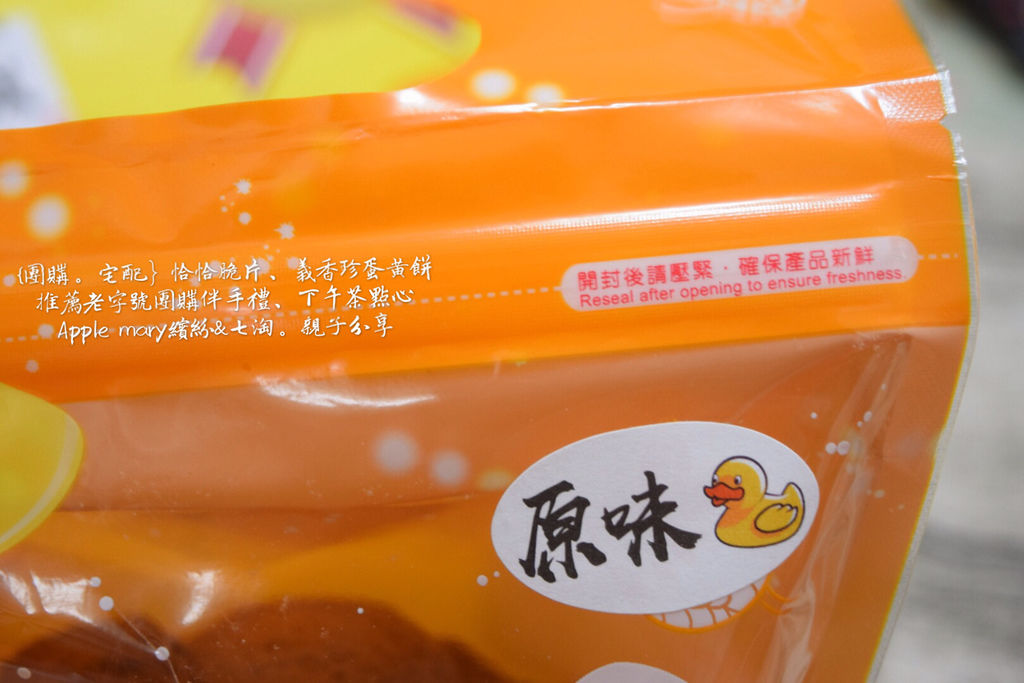 開封後請壓緊．確保產品新鮮
Reseal after opening to ensure freshness.
{團購。宅配} 恰恰脆片、義香珍蛋黃餅
推薦老字號團購伴手禮、下午茶點心
Apple mary繽紛&七淘。親子分享
原味